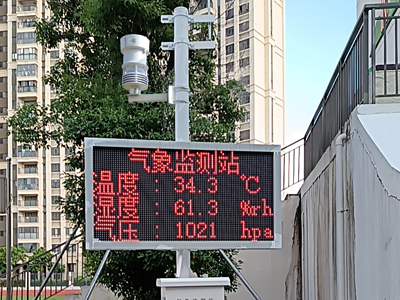 气象监测站
温度：34.3 ℃
湿度：61.3 %rh
气压：1021 hpa